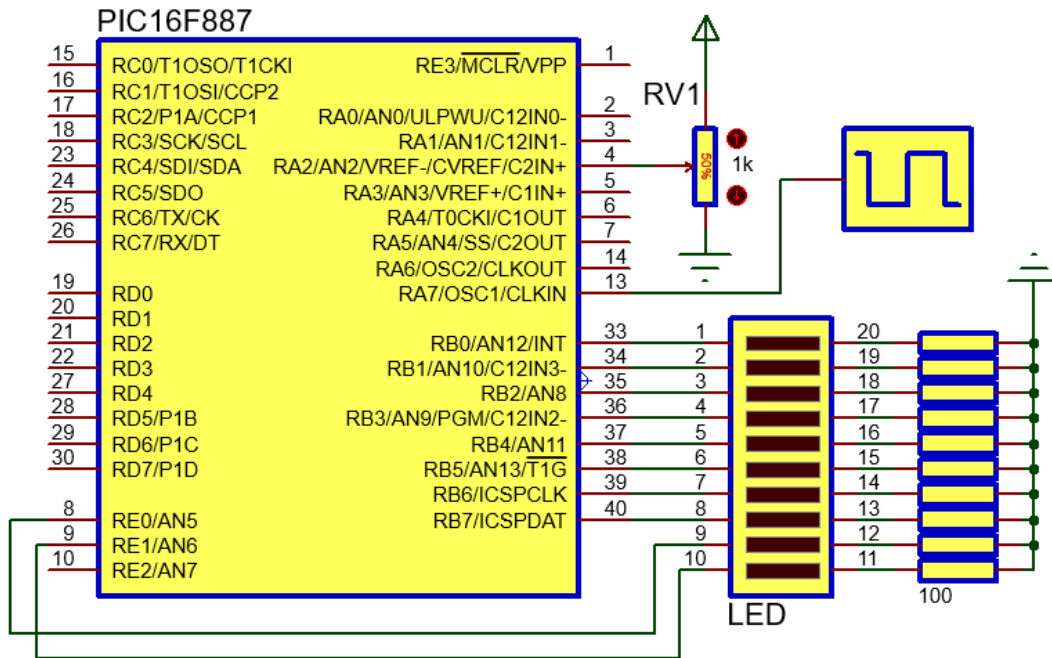 PIC16F887
15 RC0/T1OSO/T1CKI RE3/MCLR/VPP 1
16 RC1/T1OSI/CCP2
17 RC2/P1A/CCP1 RA0/AN0/ULPWU/C12IN0- 2
18 RC3/SCK/SCL RA1/AN1/C12IN1- 3
23 RC4/SDI/SDA RA2/AN2/VREF-/CVREF/C2IN+ 4
24 RC5/SDO RA3/AN3/VREF+/C1IN+ 5
25 RC6/TX/CK RA4/T0CKI/C1OUT 6
26 RC7/RX/DT RA5/AN4/SS/C2OUT 7
RA6/OSC2/CLKOUT 14
19 RD0 RA7/OSC1/CLKIN 13
20 RD1
21 RD2 RB0/AN12/INT 33
22 RD3 RB1/AN10/C12IN3- 34
27 RD4 RB2/AN8 35
28 RD5/P1B RB3/AN9/PGM/C12IN2- 36
29 RD6/P1C RB4/AN11 37
30 RD7/P1D RB5/AN13/T1G 38
RB6/ICSPCLK 39
8 RE0/AN5 RB7/ICSPDAT 40
9 RE1/AN6
10 RE2/AN7
RV1
50%
1k
1 20
2 19
3 18
4 17
5 16
6 15
7 14
8 13
9 12
10 11
LED
100